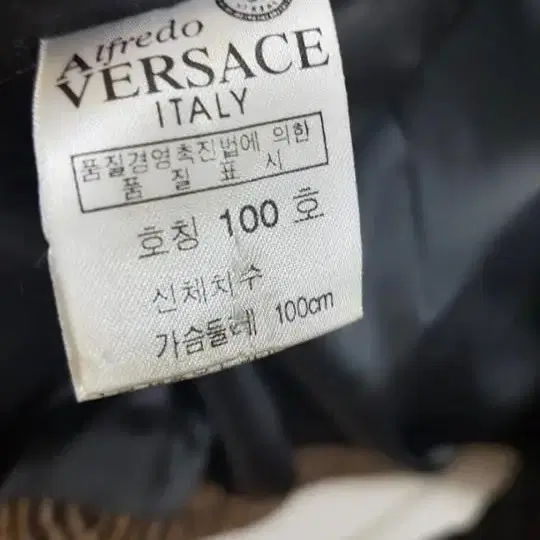 Alfredo
VERSACE
ITALY
품질경영촉진법에 의한
품 질 표 시
호칭 100 호
신체치수
가슴둘레 100cm